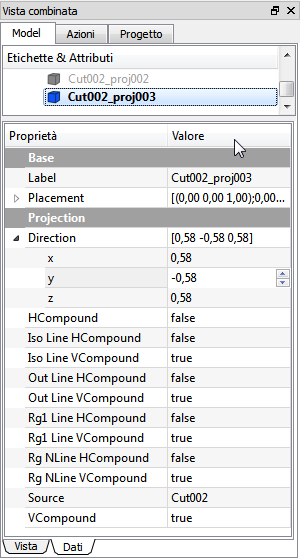 Vista combinata
Model Azioni Progetto
Etichette & Attributi
Cut002_proj002
Cut002_proj003
Proprietà Valore
Base
Label Cut002_proj003
Placement [(0,00 0,00 1,00);0,00...
Projection
Direction [0,58 -0,58 0,58]
x 0,58
y -0,58
z 0,58
HCompound false
Iso Line HCompound false
Iso Line VCompound true
Out Line HCompound false
Out Line VCompound true
Rg1 Line HCompound false
Rg1 Line VCompound true
Rg NLine HCompound false
Rg NLine VCompound true
Source Cut002
VCompound true
Vista Dati